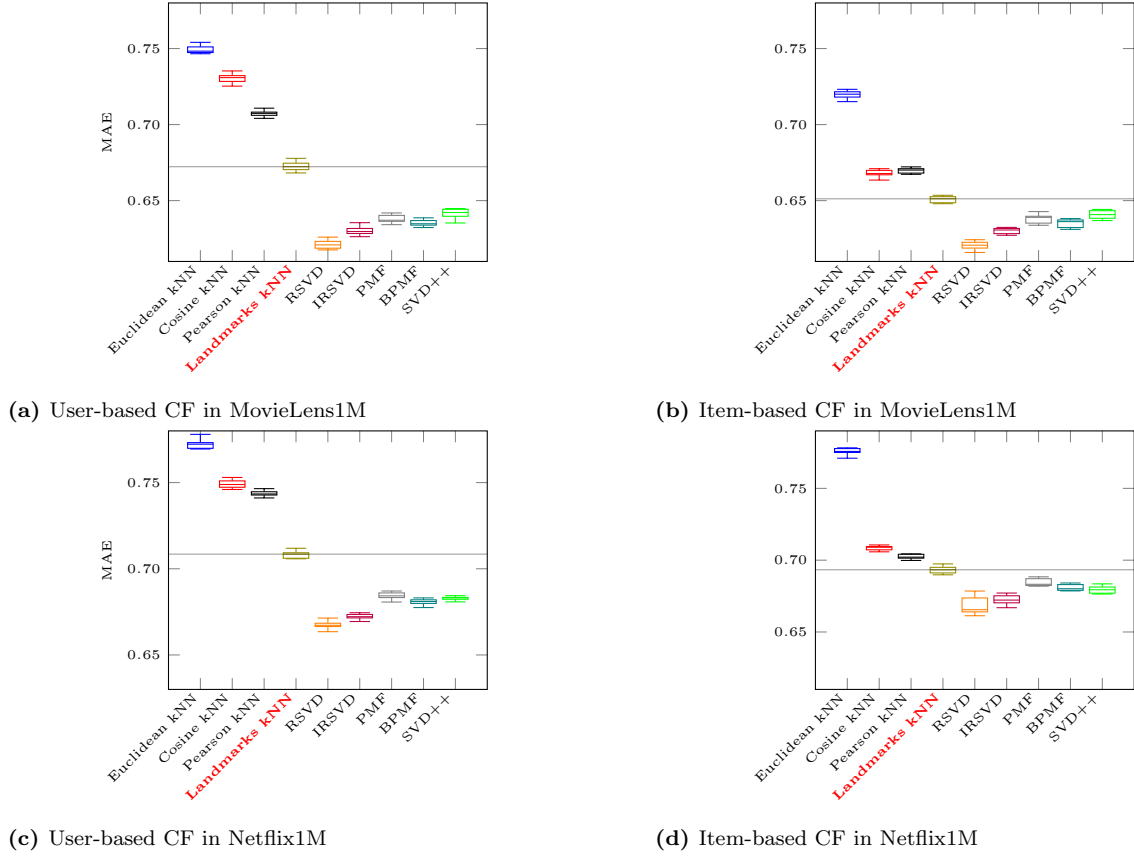 0.75
0.70
0.65
MAE
Euclidean kNN
Cosine kNN
Pearson kNN
Landmarks kNN
RSVD
IRSVD
PMF
BPMF
SVD++
(a) User-based CF in MovieLens1M
0.75
0.70
0.65
Euclidean kNN
Cosine kNN
Pearson kNN
Landmarks kNN
RSVD
IRSVD
PMF
BPMF
SVD++
(b) Item-based CF in MovieLens1M
0.75
0.70
0.65
MAE
Euclidean kNN
Cosine kNN
Pearson kNN
Landmarks kNN
RSVD
IRSVD
PMF
BPMF
SVD++
(c) User-based CF in Netflix1M
0.75
0.70
0.65
Euclidean kNN
Cosine kNN
Pearson kNN
Landmarks kNN
RSVD
IRSVD
PMF
BPMF
SVD++
(d) Item-based CF in Netflix1M